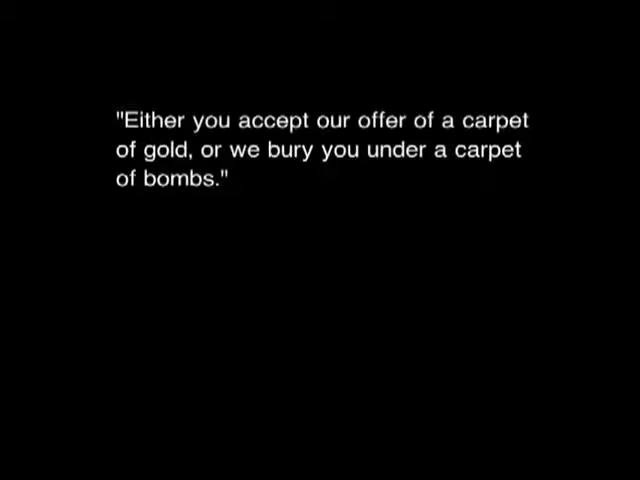 "Either you accept our offer of a carpet
of gold, or we bury you under a carpet
of bombs."